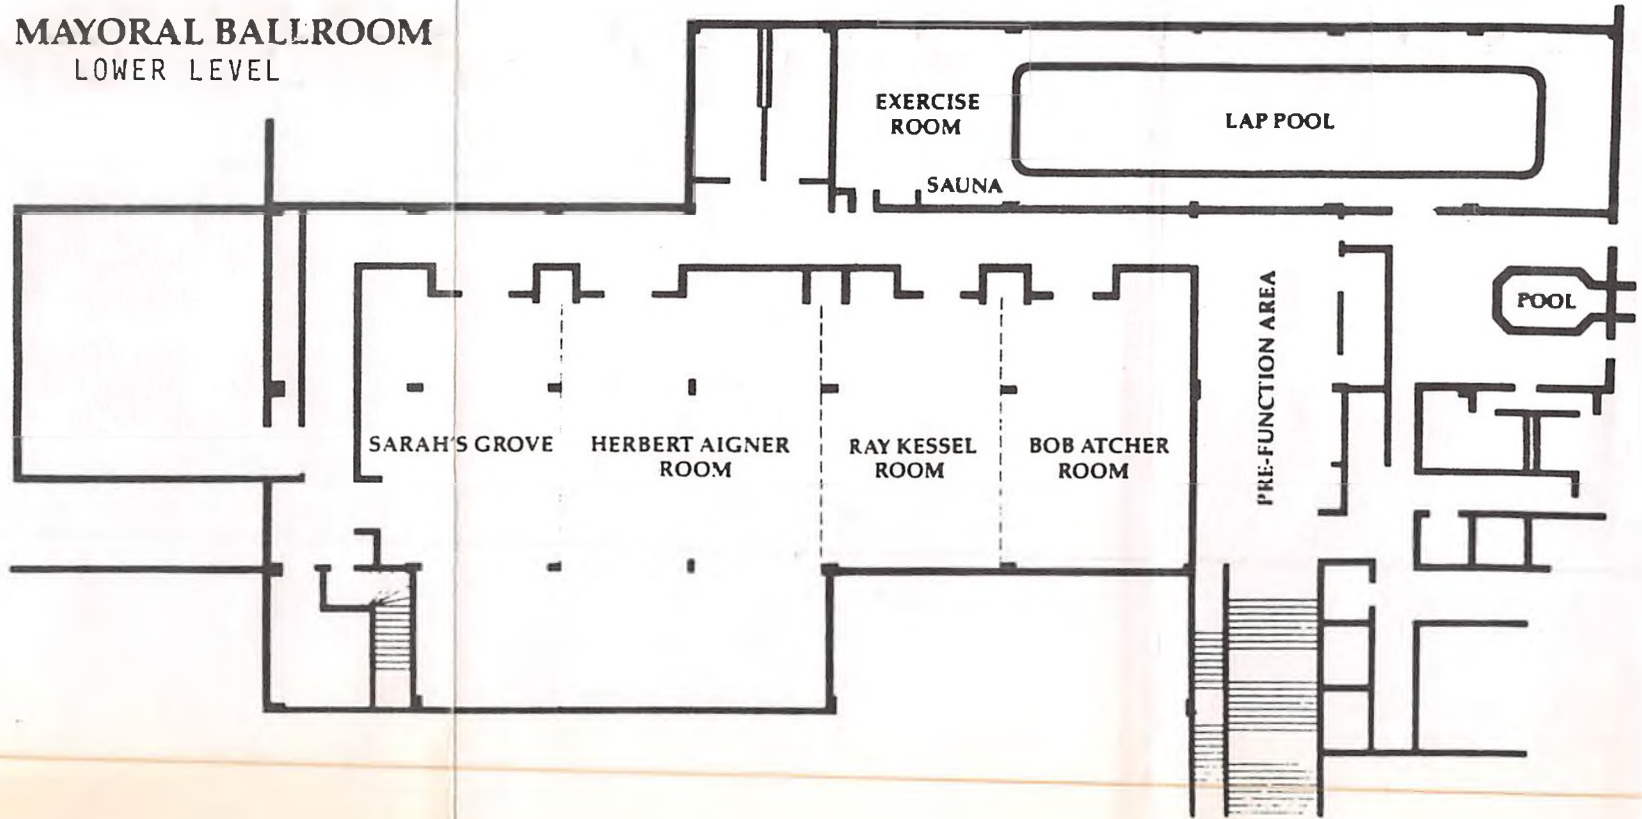 MAYORAL BALLROOM
LOWER LEVEL
EXERCISE
ROOM
LAP POOL
SAUNA
POOL
PRE-FUNCTION AREA
SARAH'S GROVE
HERBERT AIGNER
ROOM
RAY KESSEL
ROOM
BOB ATCHER
ROOM